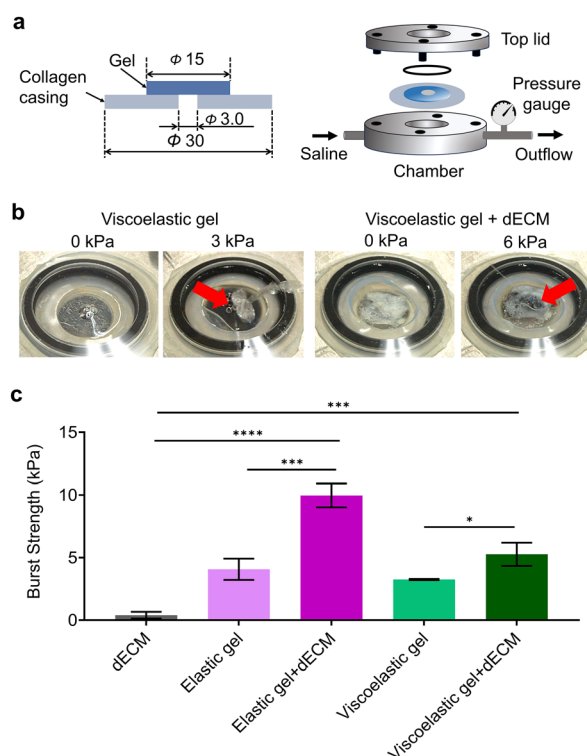 a
Φ 15
Gel
Collagen
casing
Φ 3.0
Φ 30
Top lid
Pressure
gauge
Saline
Outflow
Chamber
b
Viscoelastic gel
Viscoelastic gel + dECM
0 kPa
3 kPa
0 kPa
6 kPa
c
***
****
***
*
Burst Strength (kPa)
15
10
5
0
dECM
Elastic gel
Elastic gel+dECM
Viscoelastic gel
Viscoelastic gel+dECM